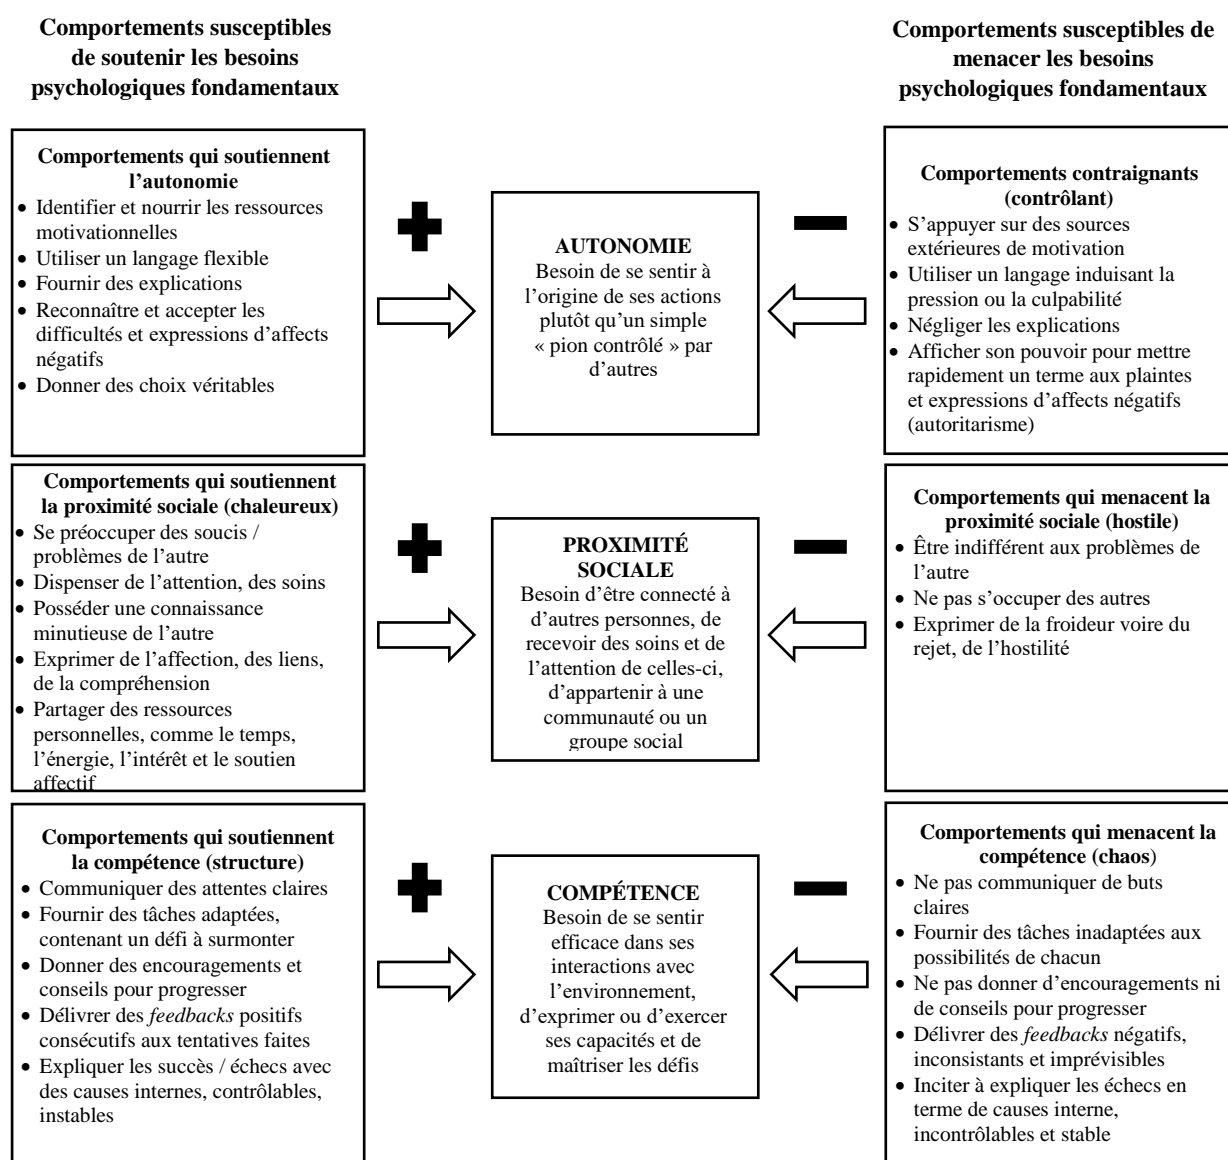 Comportements susceptibles
de soutenir les besoins
psychologiques fondamentaux
Comportements susceptibles de
menacer les besoins
psychologiques fondamentaux
Comportements qui soutiennent
l’autonomie
• Identifier et nourrir les ressources
motivationnelles
• Utiliser un langage flexible
• Fournir des explications
• Reconnaître et accepter les
difficultés et expressions d’affects
négatifs
• Donner des choix véritables
+
AUTONOMIE
Besoin de se sentir à
l’origine de ses actions
plutôt qu’un simple
« pion contrôlé » par
d’autres
−
Comportements contraignants
(contrôlant)
• S’appuyer sur des sources
extérieures de motivation
• Utiliser un langage induisant la
pression ou la culpabilité
• Négliger les explications
• Afficher son pouvoir pour mettre
rapidement un terme aux plaintes
et expressions d’affects négatifs
(autoritarisme)
Comportements qui soutiennent
la proximité sociale (chaleureux)
• Se préoccuper des soucis /
problèmes de l’autre
• Dispenser de l’attention, des soins
• Posséder une connaissance
minutieuse de l’autre
• Exprimer de l’affection, des liens,
de la compréhension
• Partager des ressources
personnelles, comme le temps,
l’énergie, l’intérêt et le soutien
affectif
+
PROXIMITÉ
SOCIALE
Besoin d’être connecté à
d’autres personnes, de
recevoir des soins et de
l’attention de celles-ci,
d’appartenir à une
communauté ou un
groupe social
−
Comportements qui menacent la
proximité sociale (hostile)
• Être indifférent aux problèmes de
l’autre
• Ne pas s’occuper des autres
• Exprimer de la froideur voire du
rejet, de l’hostilité
Comportements qui soutiennent
la compétence (structure)
• Communiquer des attentes claires
• Fournir des tâches adaptées,
contenant un défi à surmonter
• Donner des encouragements et
conseils pour progresser
• Délivrer des feedbacks positifs
consécutifs aux tentatives faites
• Expliquer les succès / échecs avec
des causes internes, contrôlables,
instables
+
COMPÉTENCE
Besoin de se sentir
efficace dans ses
interactions avec
l’environnement,
d’exprimer ou d’exercer
ses capacités et de
maîtriser les défis
−
Comportements qui menacent la
compétence (chaos)
• Ne pas communiquer de buts
claires
• Fournir des tâches inadaptées aux
possibilités de chacun
• Ne pas donner d’encouragements ni
de conseils pour progresser
• Délivrer des feedbacks négatifs,
inconsistants et imprévisibles
• Inciter à expliquer les échecs en
terme de causes interne,
incontrôlables et stable